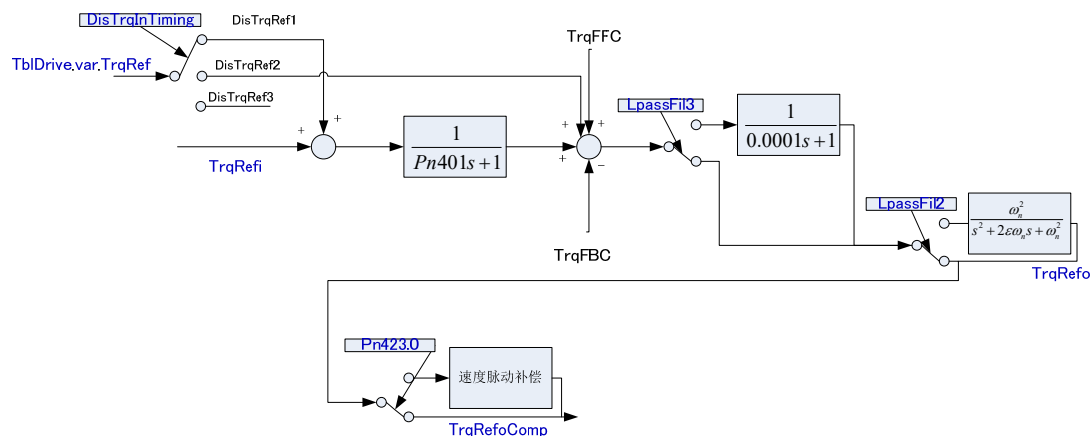 DisTrqInTiming
DisTrqRef1
TrqFFC
TblDrive.var.TrqRef
DisTrqRef2
DisTrqRef3
LpassFil3
1
0.0001s+1
+
+
+
+
+
−
1
Pn401s+1
TrqRefi
LpassFil2
ω_n^2
s^2+2εω_n s+ω_n^2
TrqFBC
TrqRefo
Pn423.0
速度脉动补偿
TrqRefoComp